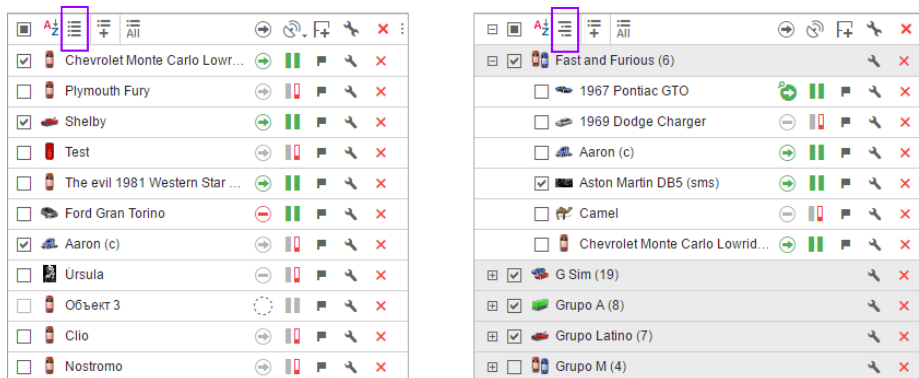 A
Z
All
Chevrolet Monte Carlo Lowr...
Plymouth Fury
Shelby
Test
The evil 1981 Western Star ...
Ford Gran Torino
Aaron (c)
Úrsula
Объект 3
Clio
Nostromo
A
Z
All
Fast and Furious (6)
1967 Pontiac GTO
1969 Dodge Charger
Aaron (c)
Aston Martin DB5 (sms)
Camel
Chevrolet Monte Carlo Lowrid...
G Sim (19)
Grupo A (8)
Grupo Latino (7)
Grupo M (4)